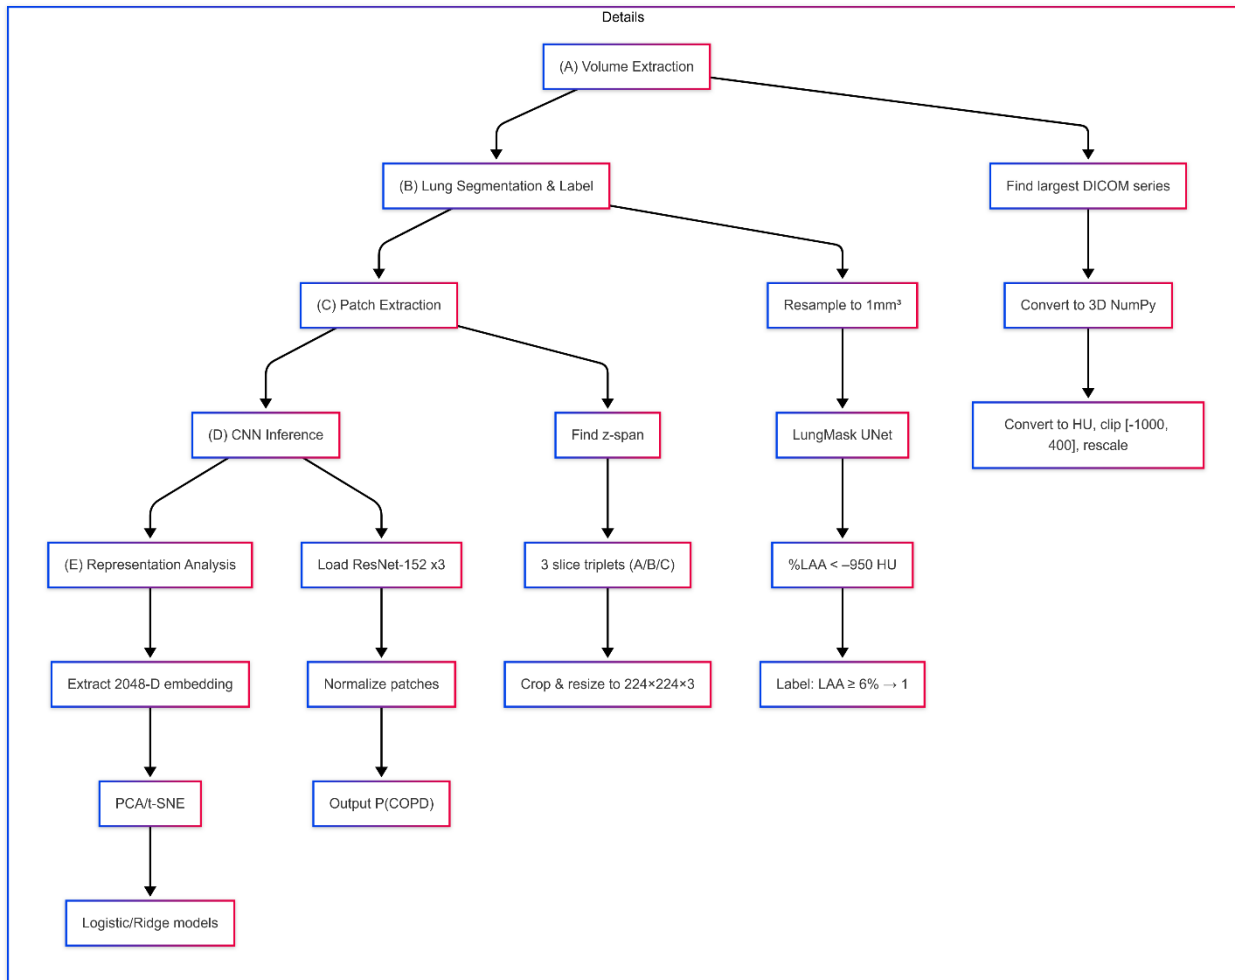 Details
(A) Volume Extraction
(B) Lung Segmentation & Label
Find largest DICOM series
(C) Patch Extraction
Resample to 1mm³
Convert to 3D NumPy
(D) CNN Inference
Find z-span
LungMask UNet
Convert to HU, clip [-1000,
400], rescale
(E) Representation Analysis
Load ResNet-152 x3
3 slice triplets (A/B/C)
%LAA < –950 HU
Extract 2048-D embedding
Normalize patches
Crop & resize to 224×224×3
Label: LAA ≥ 6% → 1
PCA/t-SNE
Output P(COPD)
Logistic/Ridge models